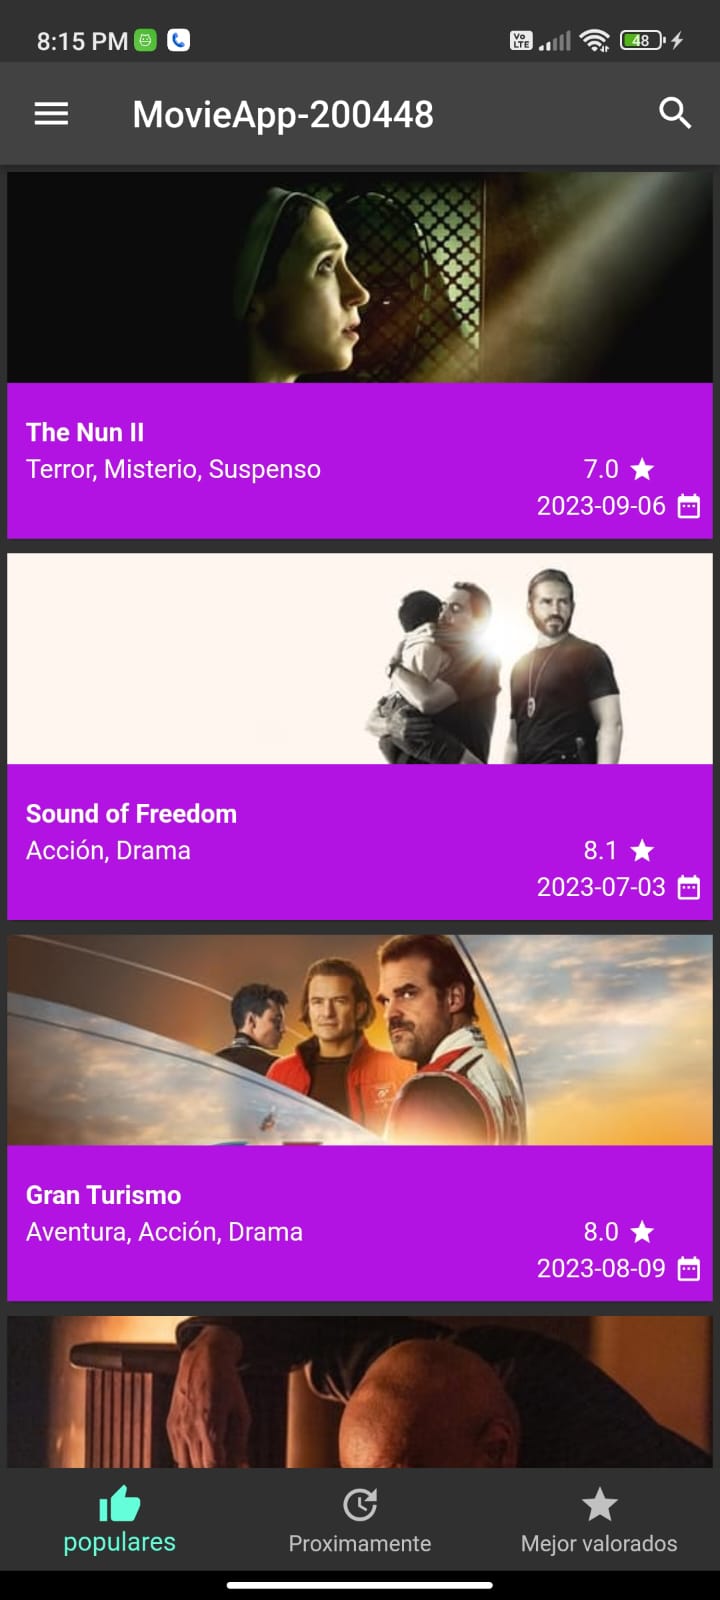 8:15 PM
Vo LTE 48
MovieApp-200448
The Nun II
Terror, Misterio, Suspenso
7.0
2023-09-06
Sound of Freedom
Acción, Drama
8.1
2023-07-03
Gran Turismo
Aventura, Acción, Drama
8.0
2023-08-09
populares
Proximamente
Mejor valorados